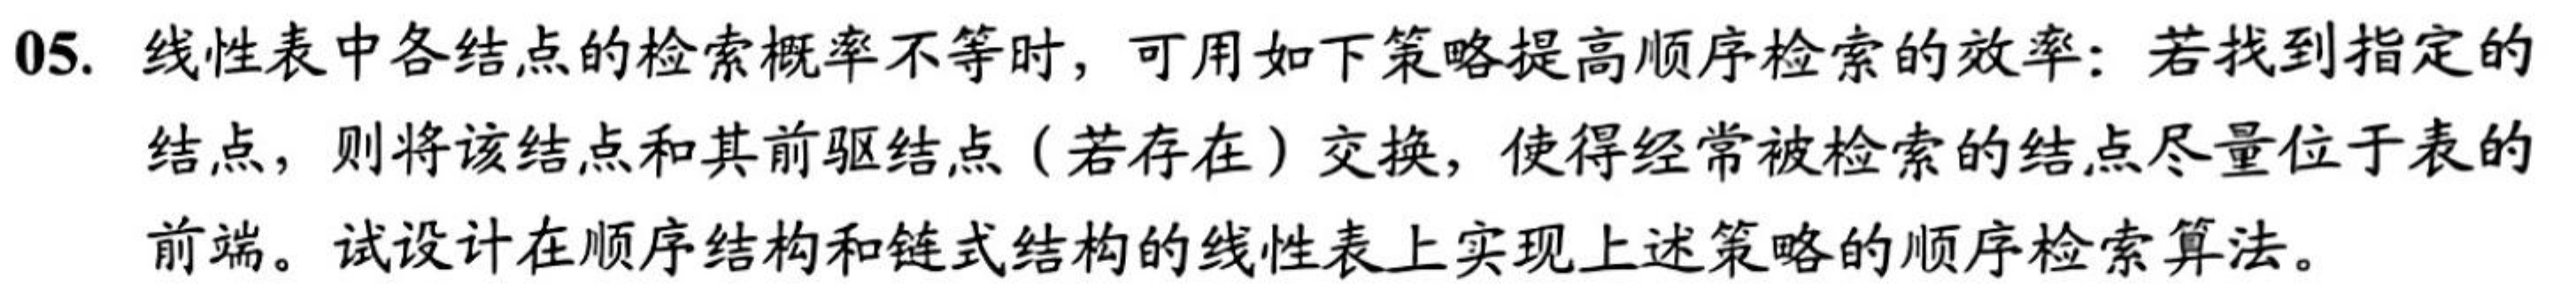 05. 线性表中各结点的检索概率不等时，可用如下策略提高顺序检索的效率：若找到指定的
结点，则将该结点和其前驱结点（若存在）交换，使得经常被检索的结点尽量位于表的
前端。试设计在顺序结构和链式结构的线性表上实现上述策略的顺序检索算法。